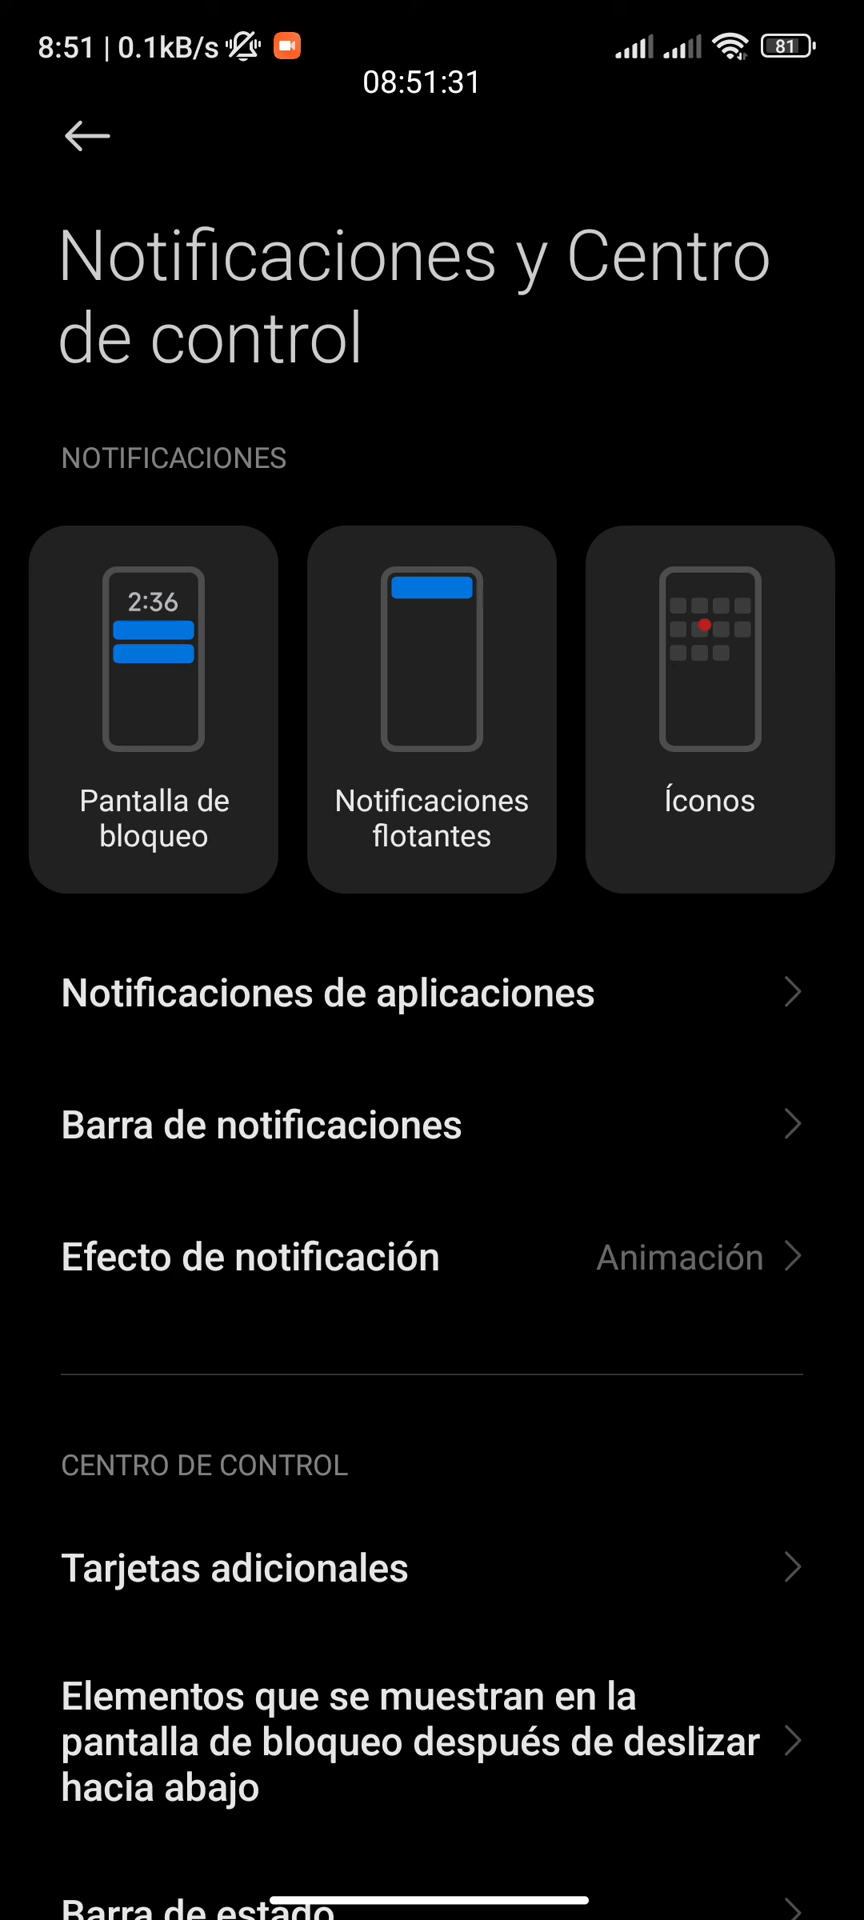 8:51 | 0.1kB/s 81
08:51:31
Notificaciones y Centro
de control
NOTIFICACIONES
2:36
Pantalla de
bloqueo
Notificaciones
flotantes
Íconos
Notificaciones de aplicaciones
Barra de notificaciones
Efecto de notificación Animación
CENTRO DE CONTROL
Tarjetas adicionales
Elementos que se muestran en la
pantalla de bloqueo después de deslizar
hacia abajo
Barra de estado